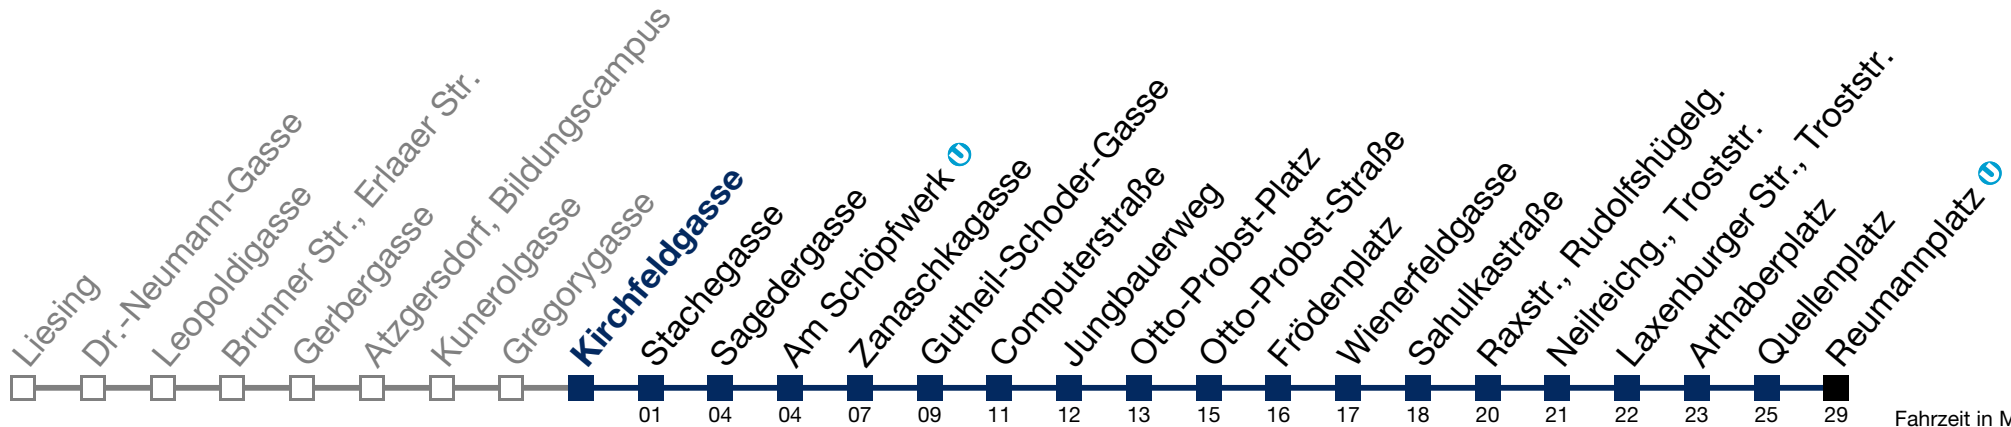 Liesing
Dr.-Neumann-Gasse
Leopoldigasse
Brunner Str., Erlaaer Str.
Gerbergasse
Atzgersdorf, Bildungscampus
Kunerolgasse
Gregorygasse
Kirchfeldgasse
Stachegasse
Sagedergasse
Am Schöpfwerk U
Zanaschkagasse
Gutheil-Schoder-Gasse
Computerstraße
Jungbauerweg
Otto-Probst-Platz
Otto-Probst-Straße
Frödenplatz
Wienerfeldgasse
Sahulkastraße
Raxstr., Rudolfshügelg.
Neilreichg., Troststr.
Laxenburger Str., Troststr.
Arthaberplatz
Quellenplatz
Reumannplatz U
01 04 04 07 09 11 12 13 15 16 17 18 20 21 22 23 25 29 Fahrzeit in M